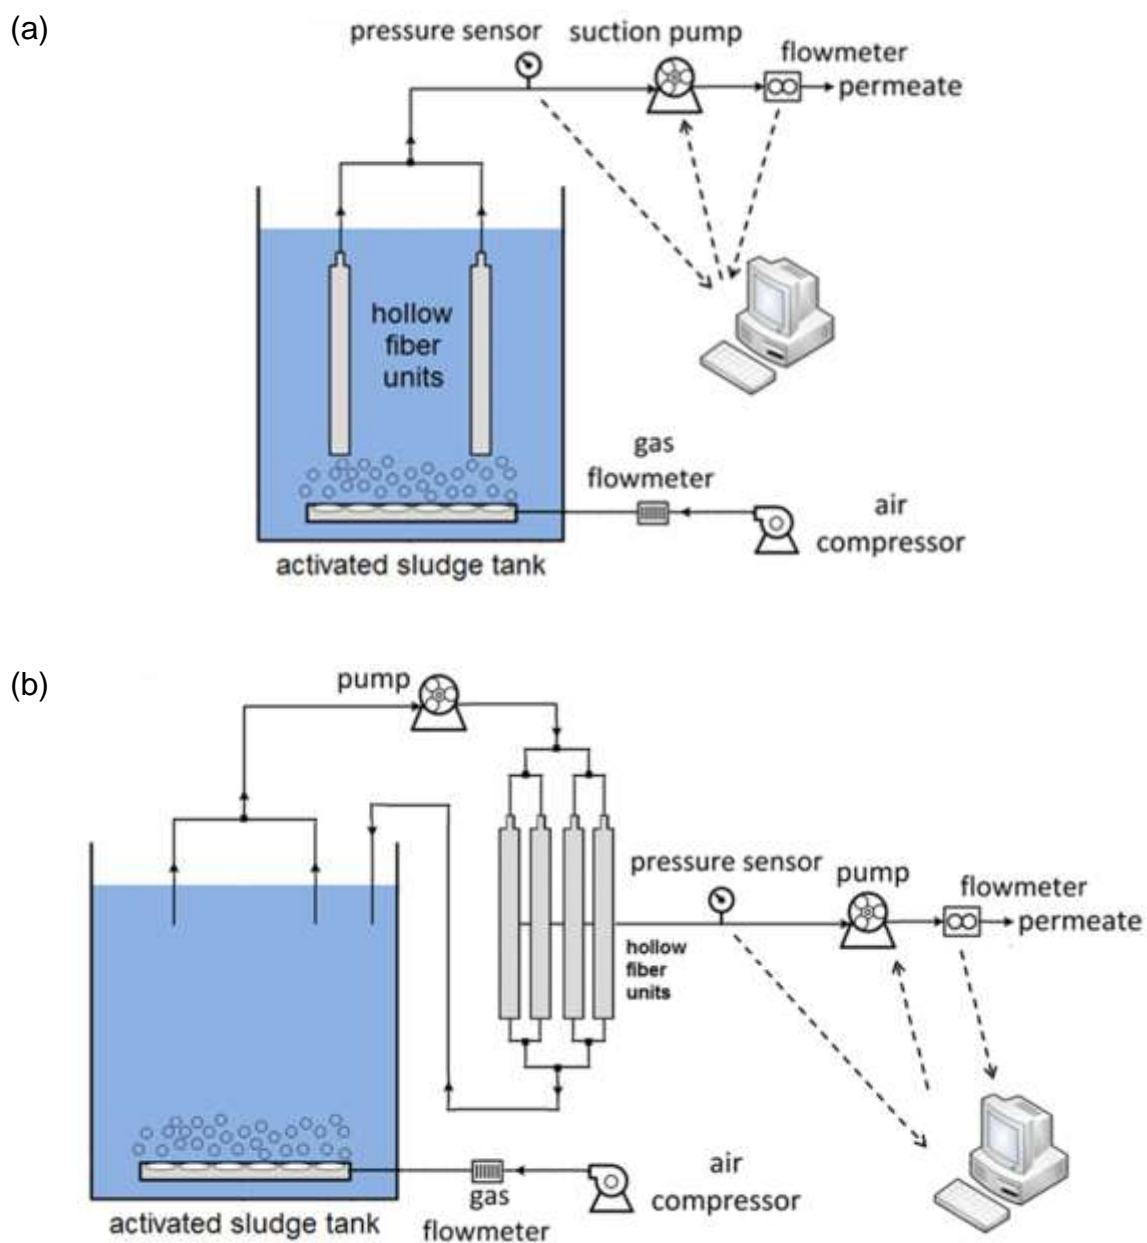 (a)
pressure sensor
suction pump
flowmeter
permeate
hollow
fiber
units
gas
flowmeter
air
compressor
activated sludge tank
(b)
pump
pressure sensor
pump
flowmeter
permeate
hollow
fiber
units
air
compressor
gas
flowmeter
activated sludge tank